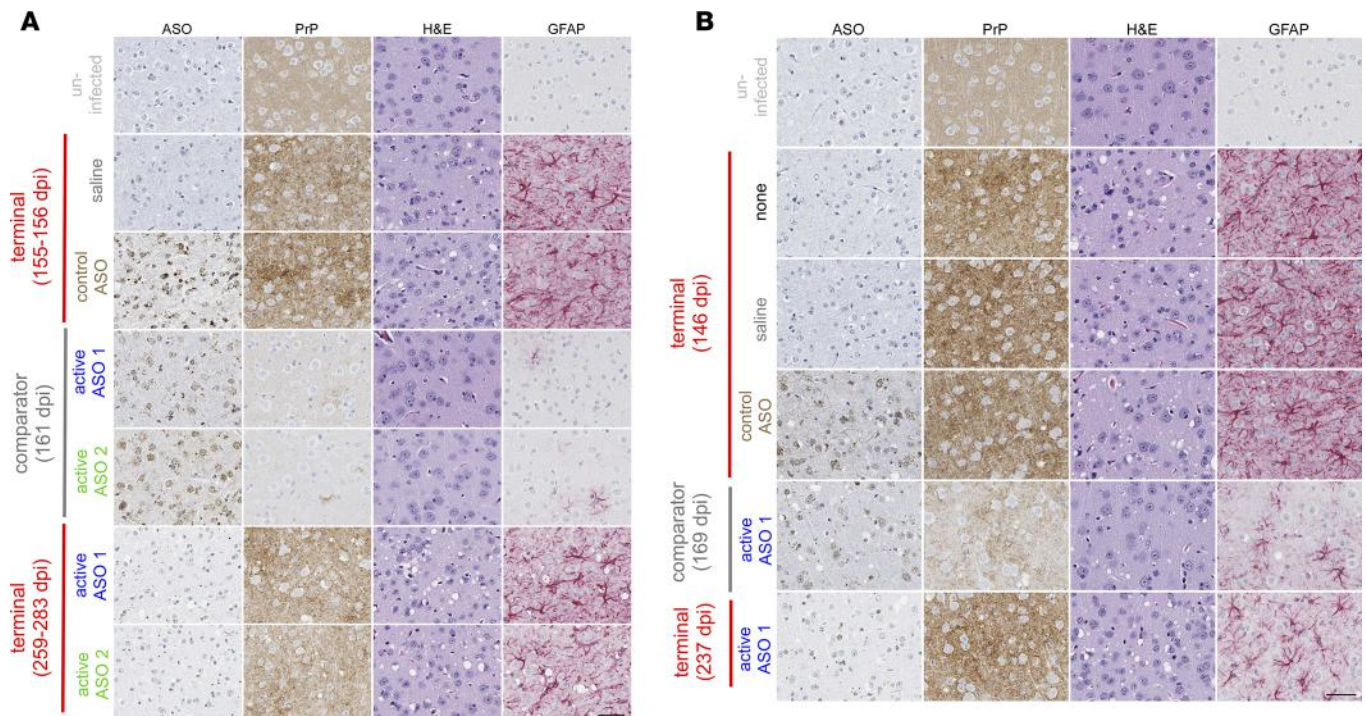 A
ASO PrP H&E GFAP
un-
infected
terminal
(155-156 dpi)
saline
control
ASO
comparator
(161 dpi)
active
ASO 1
active
ASO 2
terminal
(259-283 dpi)
active
ASO 1
active
ASO 2
B
ASO PrP H&E GFAP
un-
infected
terminal
(146 dpi)
none
saline
control
ASO
comparator
(169 dpi)
active
ASO 1
terminal
(237 dpi)
active
ASO 1